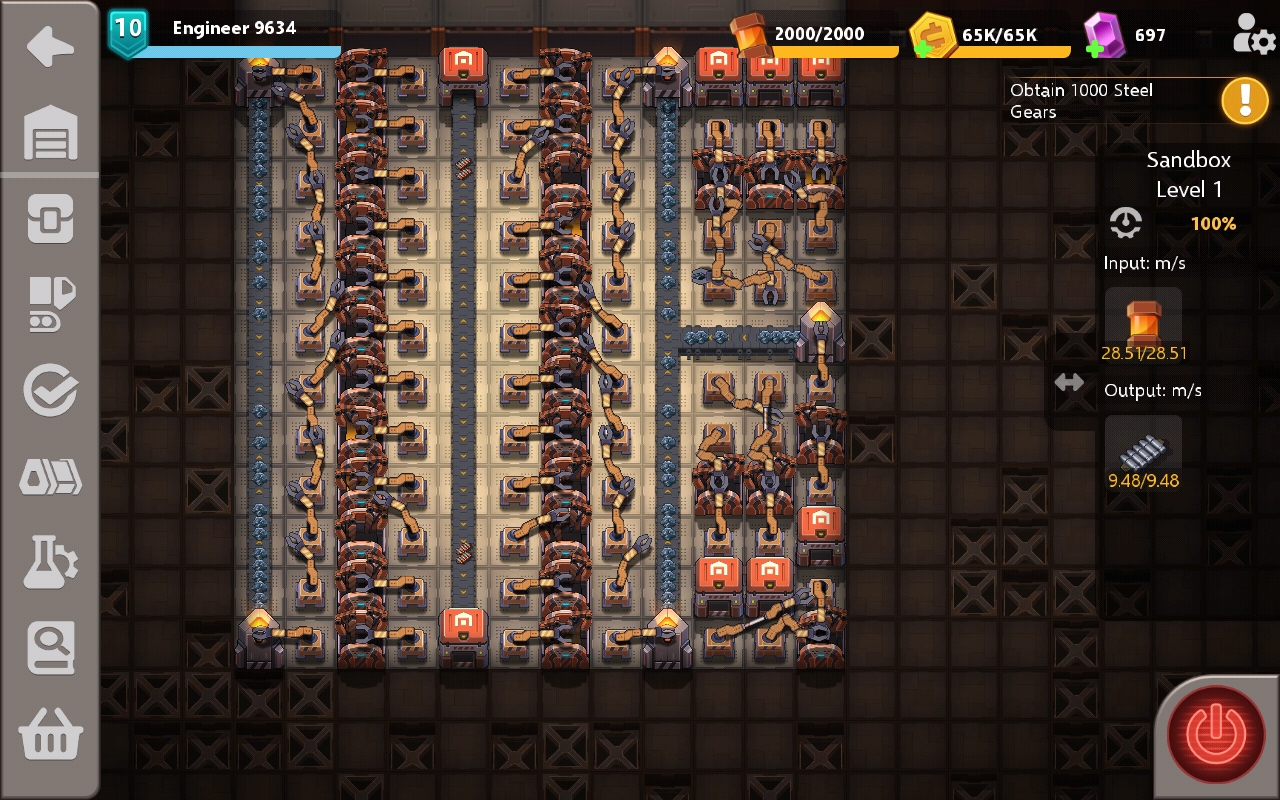 10
Engineer 9634
2000/2000
65K/65K
697
Obtain 1000 Steel
Gears
Sandbox
Level 1
100%
Input: m/s
28.51/28.51
Output: m/s
9.48/9.48